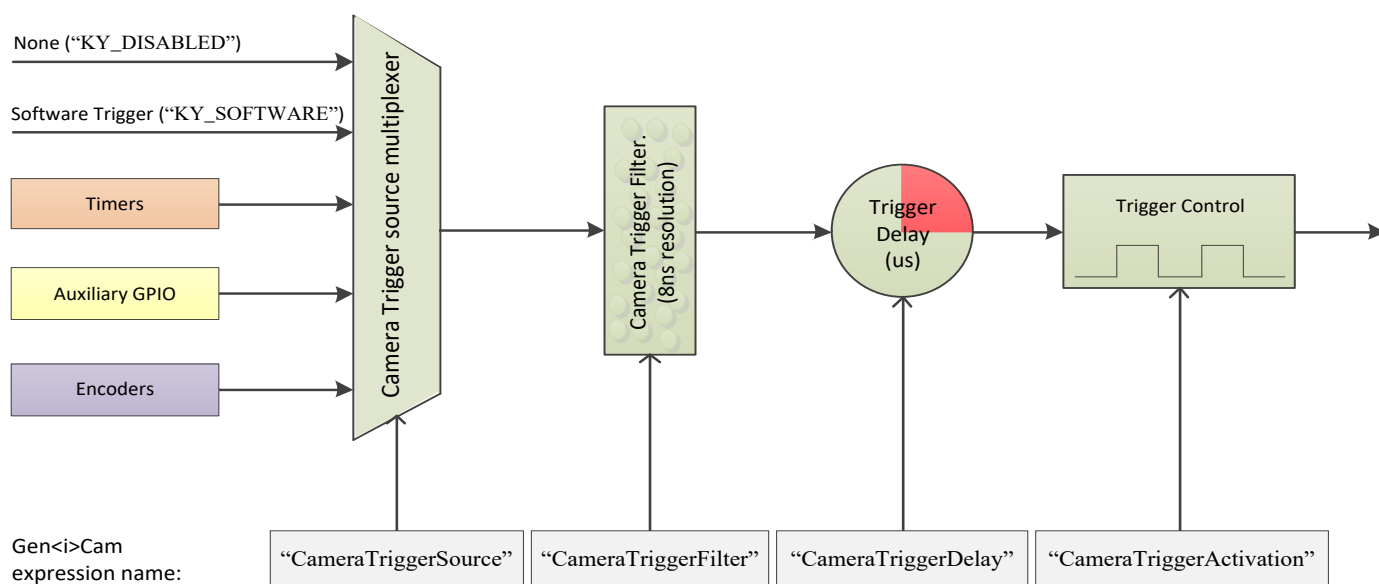 None (“KY_DISABLED”)
Software Trigger (“KY_SOFTWARE”)
Timers
Auxiliary GPIO
Encoders
Camera Trigger source multiplexer
Camera Trigger Filter.
(8ns resolution)
Trigger
Delay
(us)
Trigger Control
Gen<i>Cam
expression name:
“CameraTriggerSource”
“CameraTriggerFilter”
“CameraTriggerDelay”
“CameraTriggerActivation”